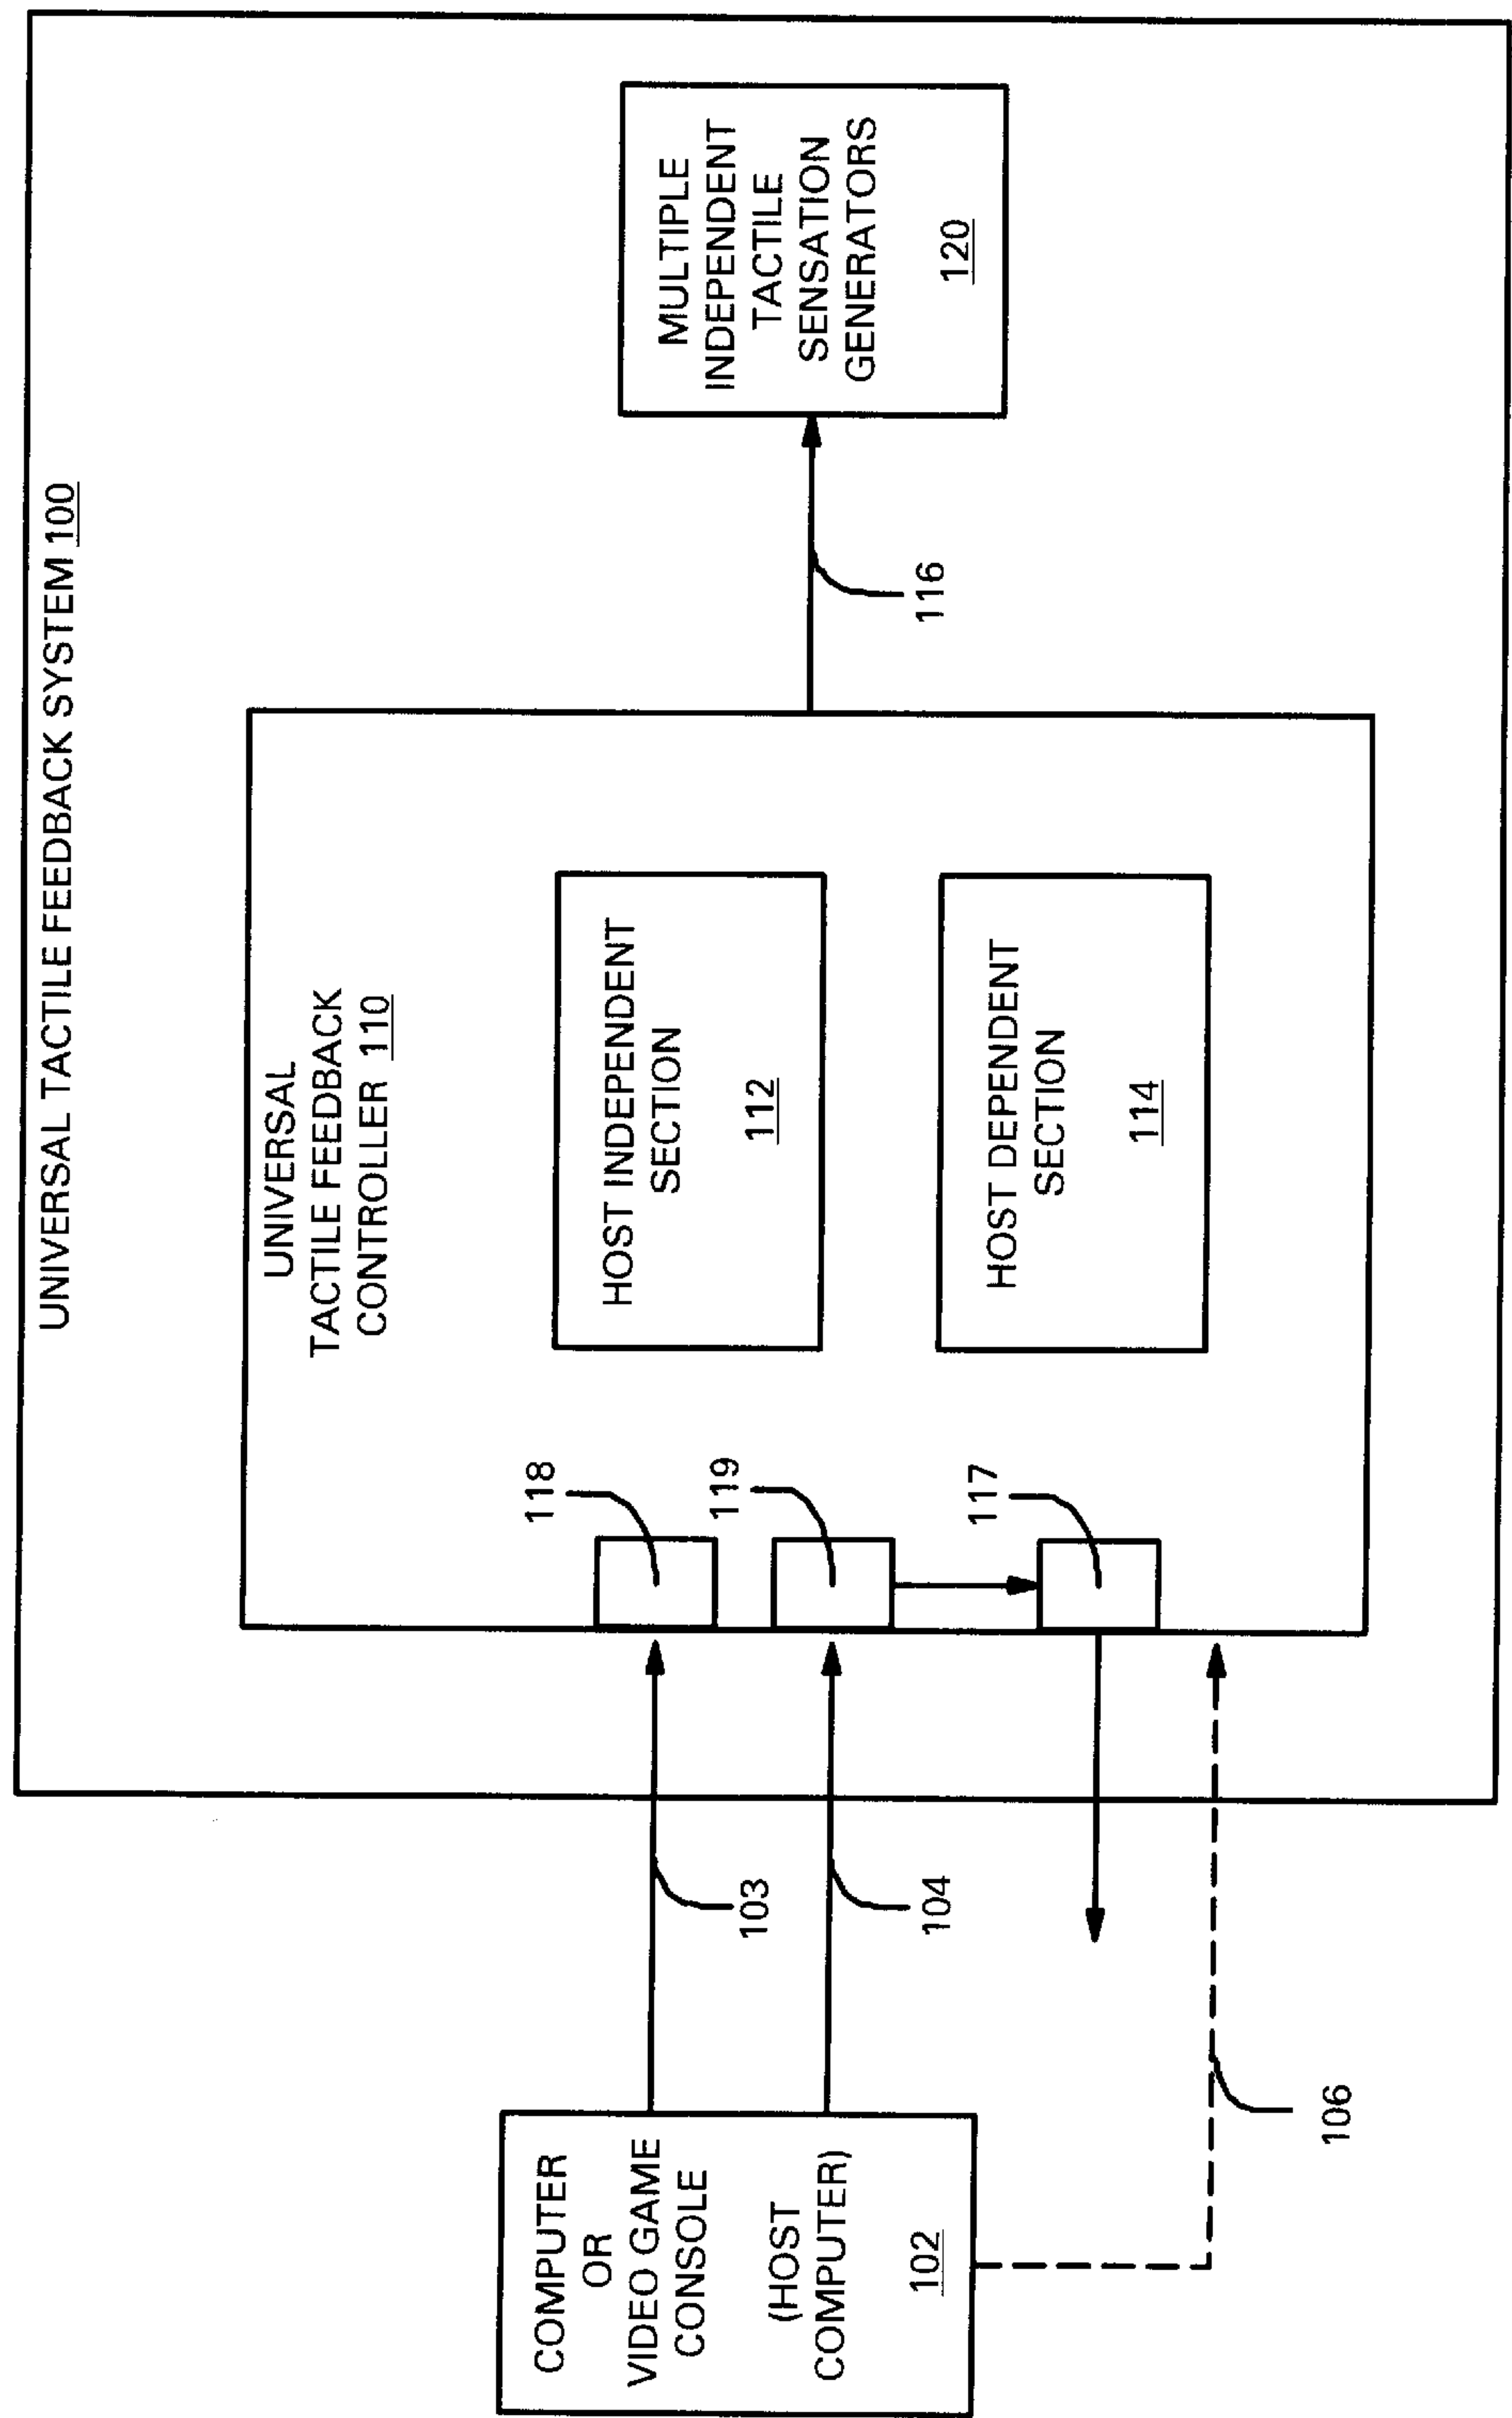 UNIVERSAL TACTILE FEEDBACK SYSTEM 100
COMPUTER
OR
VIDEO GAME
CONSOLE
(HOST
COMPUTER)
102
103
104
106
UNIVERSAL
TACTILE FEEDBACK
CONTROLLER 110
118
119
117
HOST INDEPENDENT
SECTION
112
HOST DEPENDENT
SECTION
114
116
MULTIPLE
INDEPENDENT
TACTILE
SENSATION
GENERATORS
120